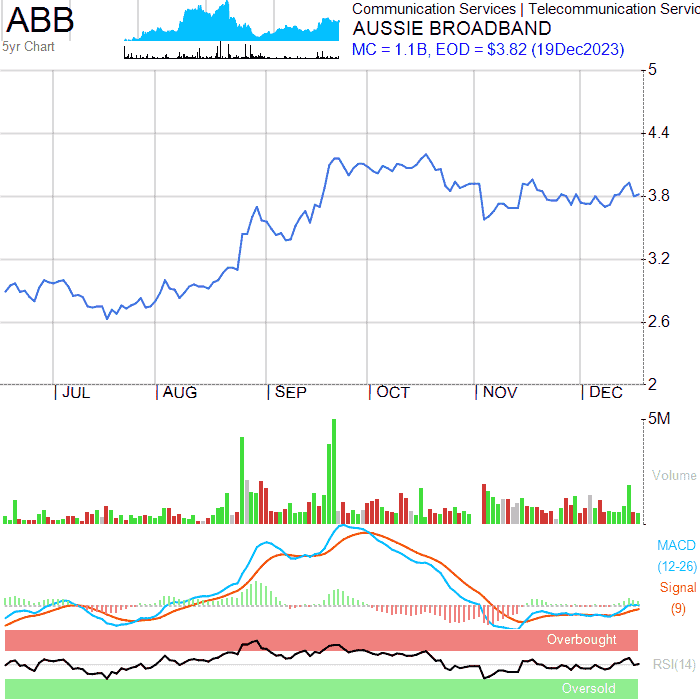 ABB
5yr Chart
Communication Services | Telecommunication Servic
AUSSIE BROADBAND
MC = 1.1B, EOD = $3.82 (19Dec2023)
5
4.4
3.8
3.2
2.6
2
| JUL | AUG | SEP | OCT | NOV | DEC
5M
Volume
MACD
(12-26)
Signal
(9)
Overbought
RSI(14)
Oversold